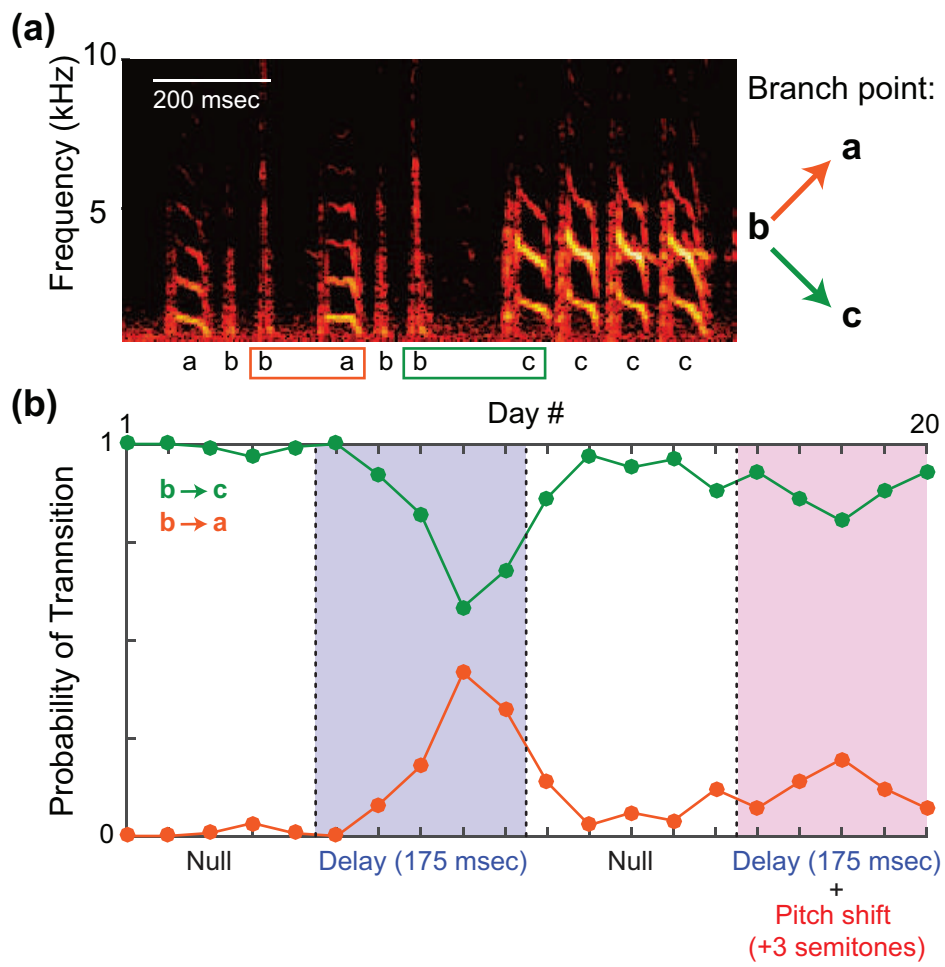 (a)
10
200 msec
Frequency (kHz)
5
Branch point:
a
b
c
a b b a b b c c c c
(b)
Day #
1 20
1
b → c
b → a
Probability of Transition
0
Null Delay (175 msec) Null Delay (175 msec)
+
Pitch shift
(+3 semitones)